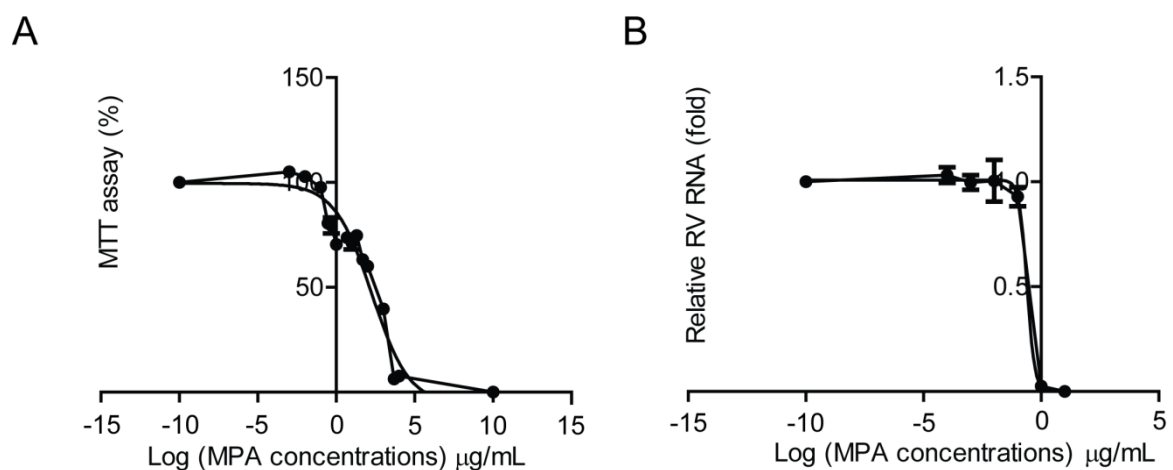 A
MTT assay (%)
150
100
50
-15 -10 -5 0 5 10 15
Log (MPA concentrations) μg/mL
B
Relative RV RNA (fold)
1.5
1.0
0.5
-15 -10 -5 0 5
Log (MPA concentrations) μg/mL